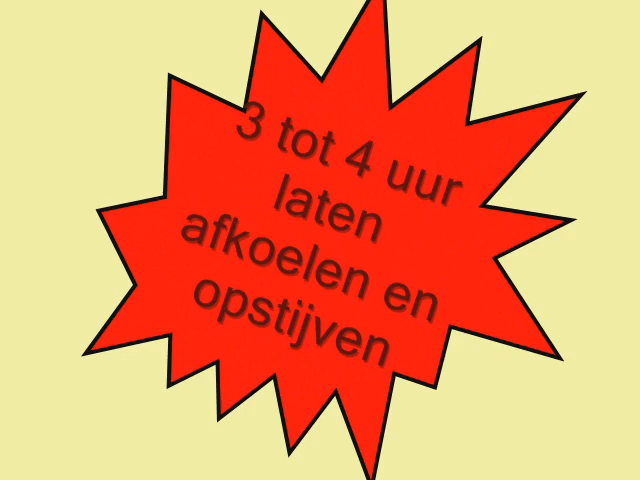 3 tot 4 uur
laten
afkoelen en
opstijven